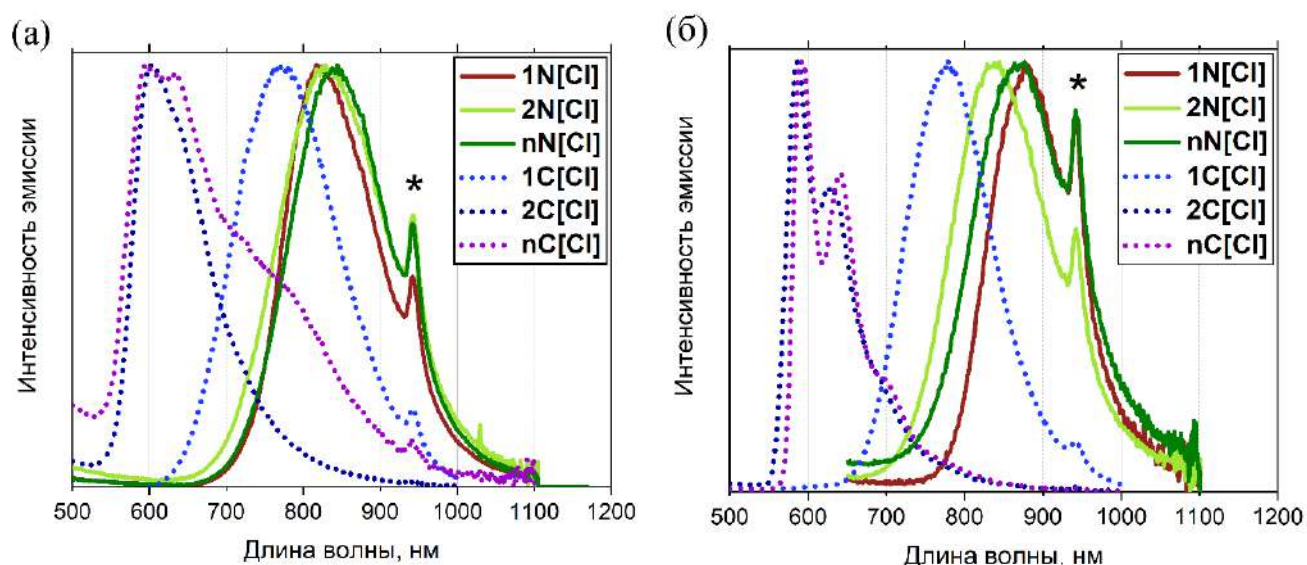 (а)
1N[Cl]
2N[Cl]
nN[Cl]
1C[Cl]
2C[Cl]
nC[Cl]
*
Интенсивность эмиссии
500 600 700 800 900 1000 1100 1200
Длина волны, нм
(б)
1N[Cl]
2N[Cl]
nN[Cl]
1C[Cl]
2C[Cl]
nC[Cl]
*
Интенсивность эмиссии
500 600 700 800 900 1000 1100 1200
Длина волны, нм